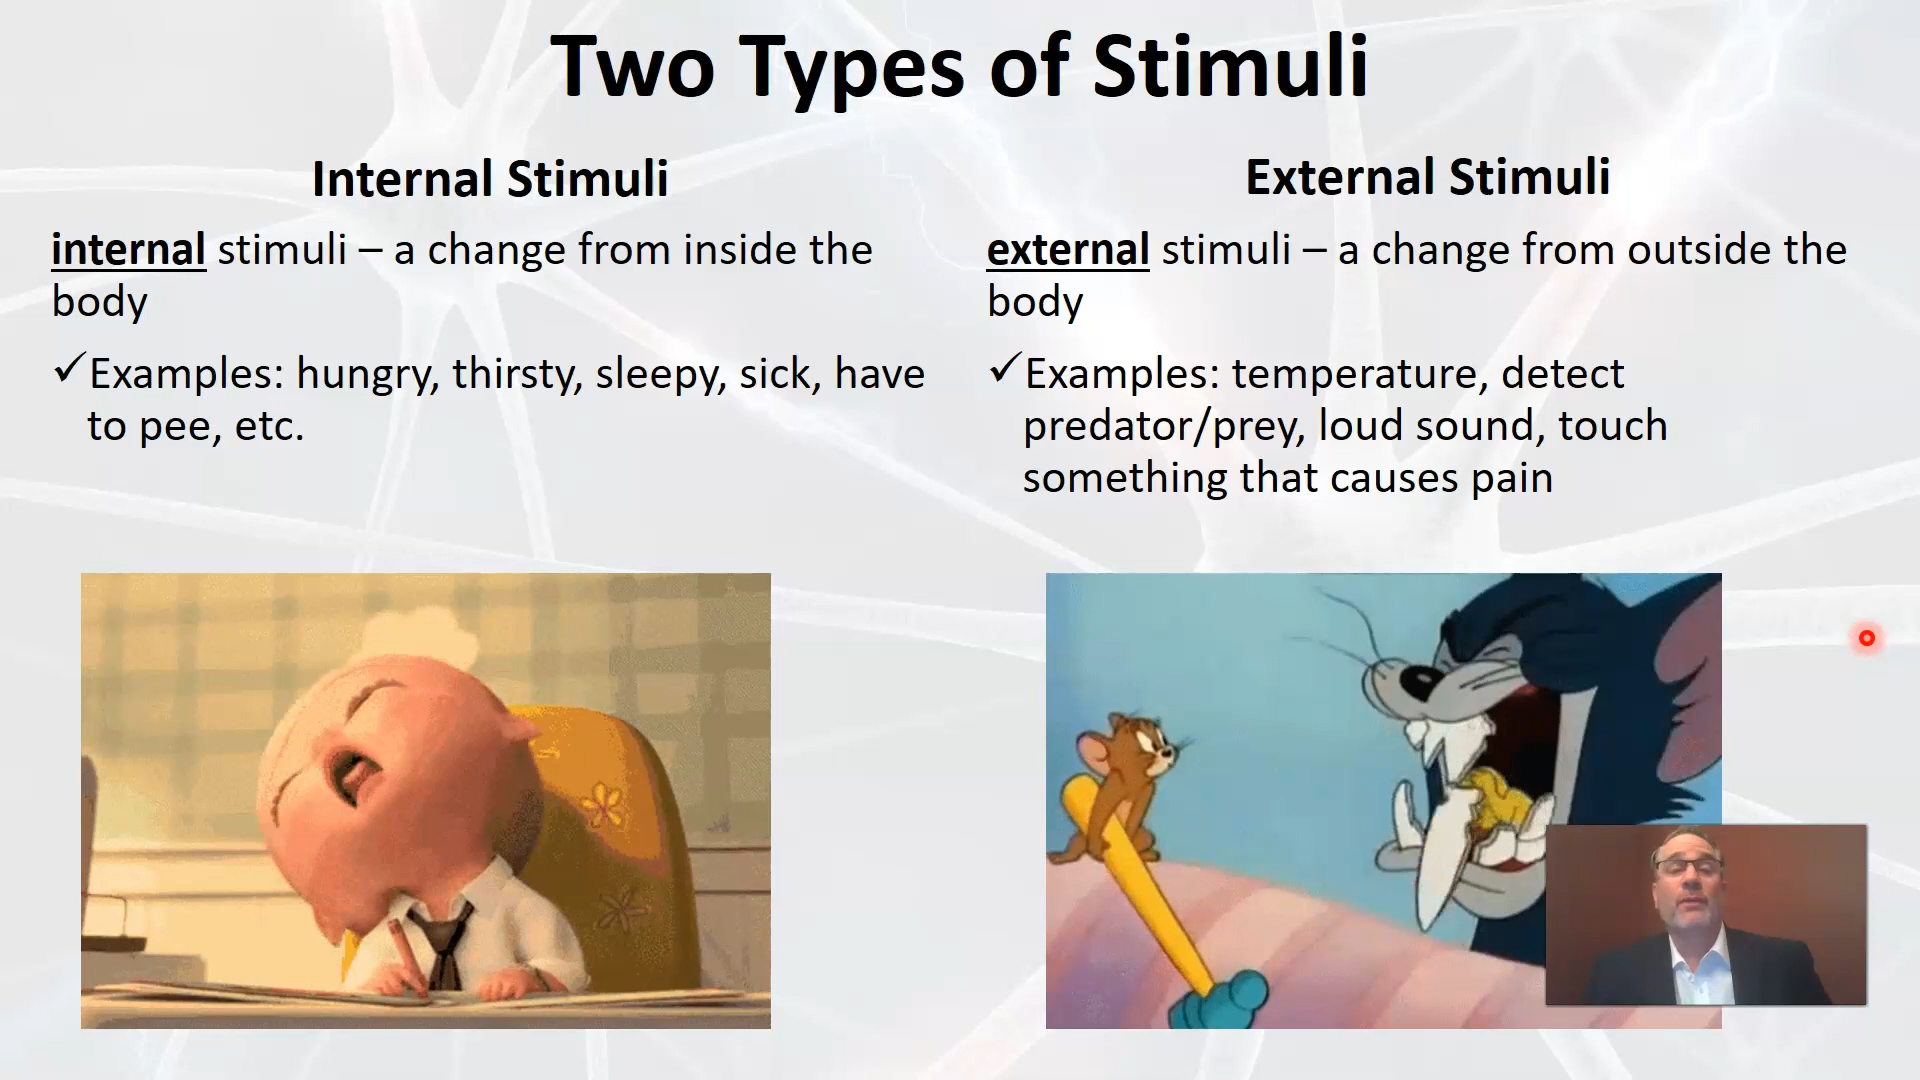 Two Types of Stimuli
Internal Stimuli
internal stimuli – a change from inside the
body
✓Examples: hungry, thirsty, sleepy, sick, have
to pee, etc.
External Stimuli
external stimuli – a change from outside the
body
✓Examples: temperature, detect
predator/prey, loud sound, touch
something that causes pain